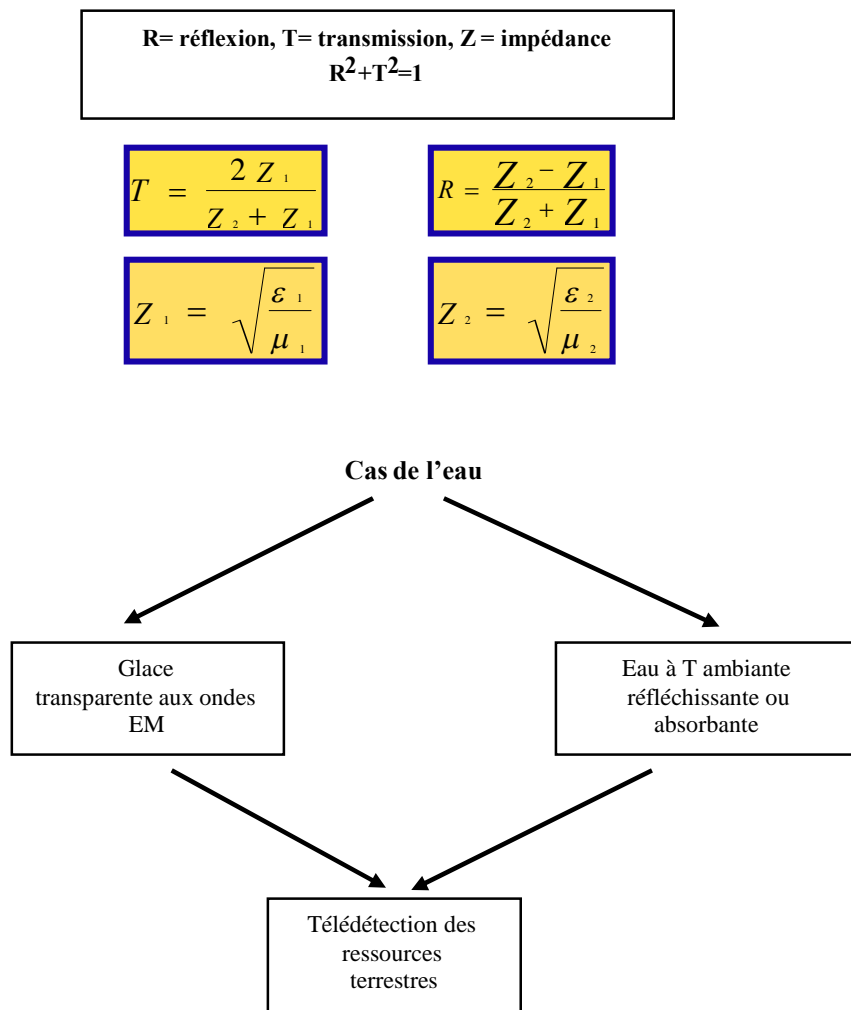 R= réflexion, T= transmission, Z = impédance
R²+T²=1
T = 2 Z₁ / (Z₂ + Z₁)
R = (Z₂ − Z₁) / (Z₂ + Z₁)
Z₁ = √(ε₁ / μ₁)
Z₂ = √(ε₂ / μ₂)
Cas de l’eau
Glace
transparente aux ondes
EM
Eau à T ambiante
réfléchissante ou
absorbante
Télédétection des
ressources
terrestres